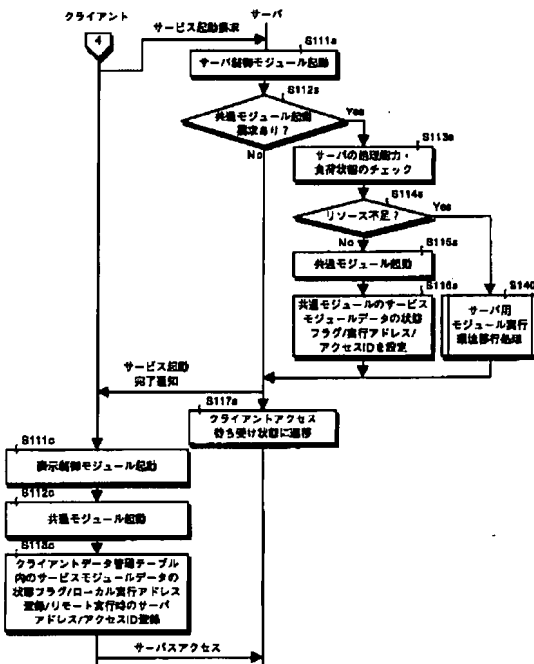 クライアント
サーバ
4
サービス起動要求
S111s
サーバ制御モジュール起動
S112s
共通モジュール起動
要求あり?
Yes
No
S113s
サーバの処理能力・
負荷状態のチェック
S114s
リソース不足?
Yes
No
S115s
共通モジュール起動
S116s
共通モジュールのサービス
モジュールデータの状態
フラグ/実行アドレス/
アクセスIDを設定
S140
サーバ用
モジュール実行
環境移行処理
サービス起動
完了通知
S117s
クライアントアクセス
待ち受け状態に遷移
S111c
表示制御モジュール起動
S112c
共通モジュール起動
S113c
クライアントデータ管理テーブル
内のサービスモジュールデータの
状態フラグ/ローカル実行アドレス
登録/リモート実行時のサーバ
アドレス/アクセスID登録
サーバスアクセス